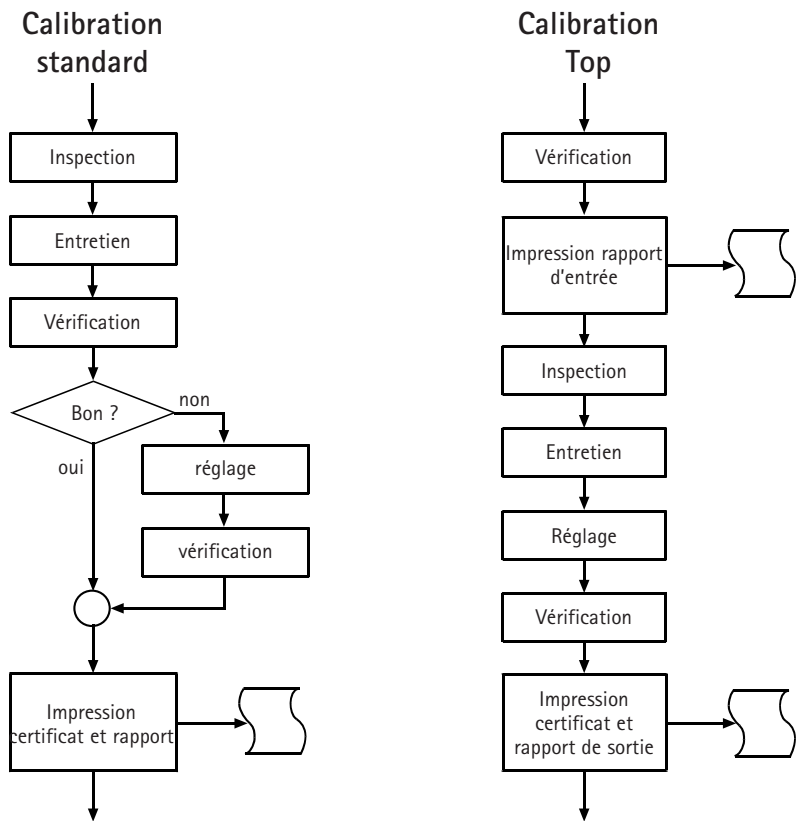 Calibration
standard
Inspection
Entretien
Vérification
Bon ?
non
oui
réglage
vérification
Impression
certificat et rapport
Calibration
Top
Vérification
Impression rapport
d'entrée
Inspection
Entretien
Réglage
Vérification
Impression
certificat et
rapport de sortie